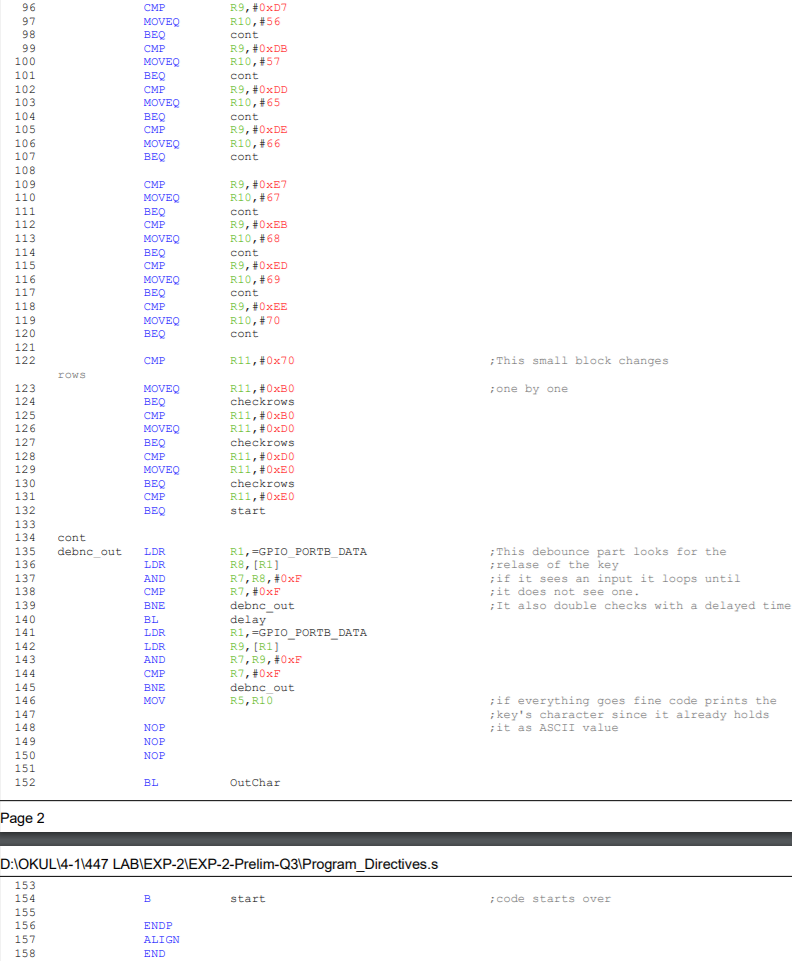 96 CMP R9,#0xD7
97 MOVEQ R10,#56
98 BEQ cont
99 CMP R9,#0xDB
100 MOVEQ R10,#57
101 BEQ cont
102 CMP R9,#0xDD
103 MOVEQ R10,#65
104 BEQ cont
105 CMP R9,#0xDE
106 MOVEQ R10,#66
107 BEQ cont
108
109 CMP R9,#0xE7
110 MOVEQ R10,#67
111 BEQ cont
112 CMP R9,#0xEB
113 MOVEQ R10,#68
114 BEQ cont
115 CMP R9,#0xED
116 MOVEQ R10,#69
117 BEQ cont
118 CMP R9,#0xEE
119 MOVEQ R10,#70
120 BEQ cont
121
122 CMP R11,#0x70 ;This small block changes
rows
123 MOVEQ R11,#0xB0 ;one by one
124 BEQ checkrows
125 CMP R11,#0xB0
126 MOVEQ R11,#0xD0
127 BEQ checkrows
128 CMP R11,#0xD0
129 MOVEQ R11,#0xE0
130 BEQ checkrows
131 CMP R11,#0xE0
132 BEQ start
133
134 cont
135 debnc_out LDR R1,=GPIO_PORTB_DATA ;This debounce part looks for the
136 LDR R8,[R1] ;relase of the key
137 AND R7,R8,#0xF ;if it sees an input it loops until
138 CMP R7,#0xF ;it does not see one.
139 BNE debnc_out ;It also double checks with a delayed time
140 BL delay
141 LDR R1,=GPIO_PORTB_DATA
142 LDR R9,[R1]
143 AND R7,R9,#0xF
144 CMP R7,#0xF
145 BNE debnc_out
146 MOV R5,R10 ;if everything goes fine code prints the
147 ;key's character since it already holds
148 NOP ;it as ASCII value
149 NOP
150 NOP
151
152 BL OutChar
Page 2
D:\OKUL\4-1\447 LAB\EXP-2\EXP-2-Prelim-Q3\Program_Directives.s
153
154 B start ;code starts over
155
156 ENDP
157 ALIGN
158 END